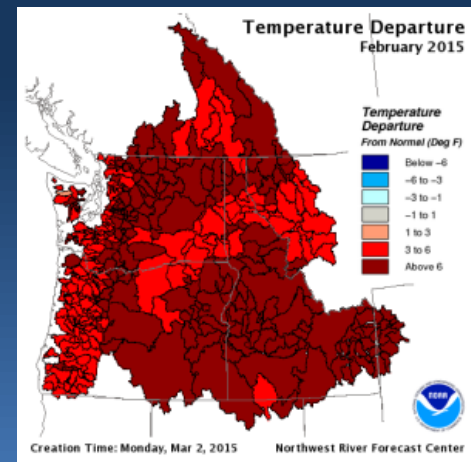 Temperature Departure
February 2015
Temperature
Departure
From Normal (Deg F)
Below -6
-6 to -3
-3 to -1
-1 to 1
1 to 3
3 to 6
Above 6
noaa
Creation Time: Monday, Mar 2, 2015
Northwest River Forecast Center